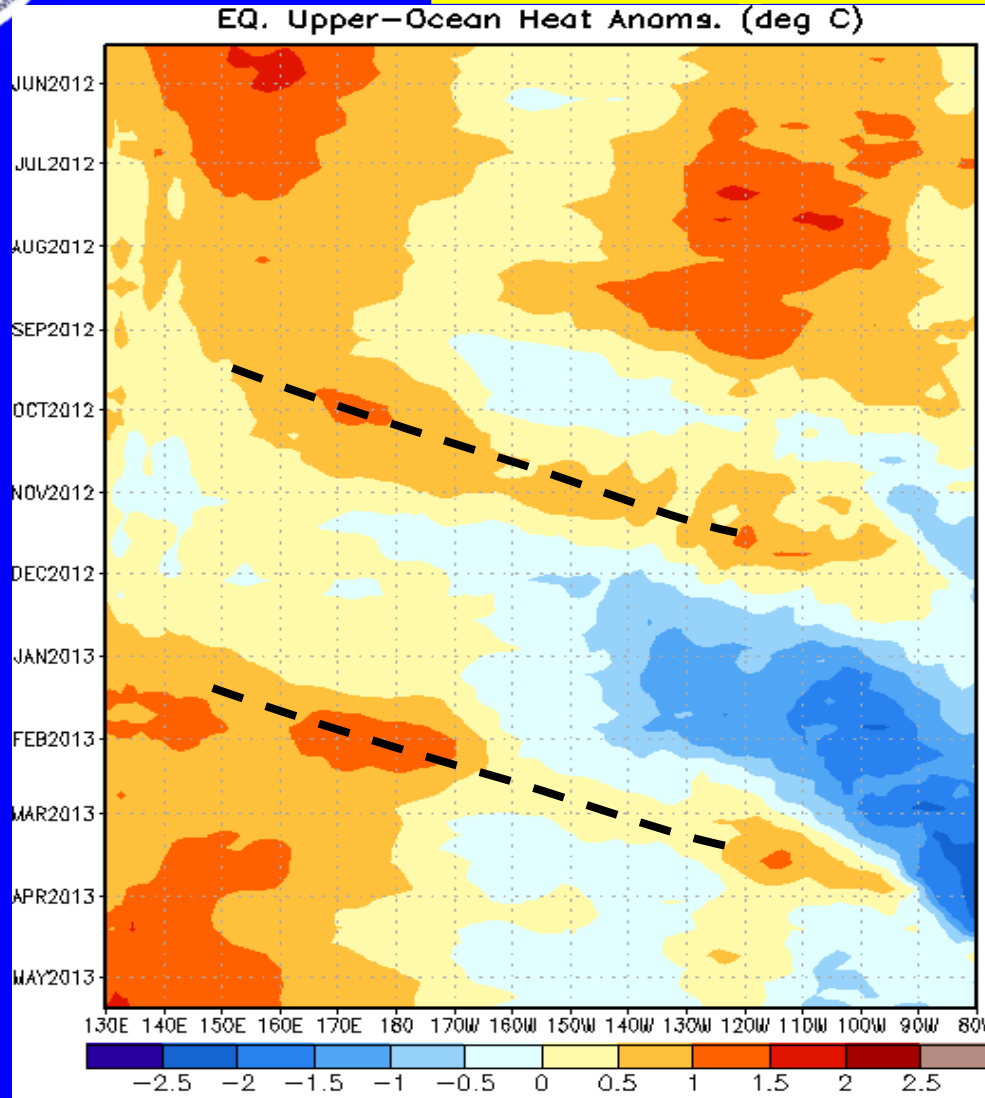 EQ. Upper-Ocean Heat Anoms. (deg C)
JUN2012
JUL2012
AUG2012
SEP2012
OCT2012
NOV2012
DEC2012
JAN2013
FEB2013
MAR2013
APR2013
MAY2013
130E 140E 150E 160E 170E 180 170W 160W 150W 140W 130W 120W 110W 100W 90W 80W
-2.5 -2 -1.5 -1 -0.5 0 0.5 1 1.5 2 2.5